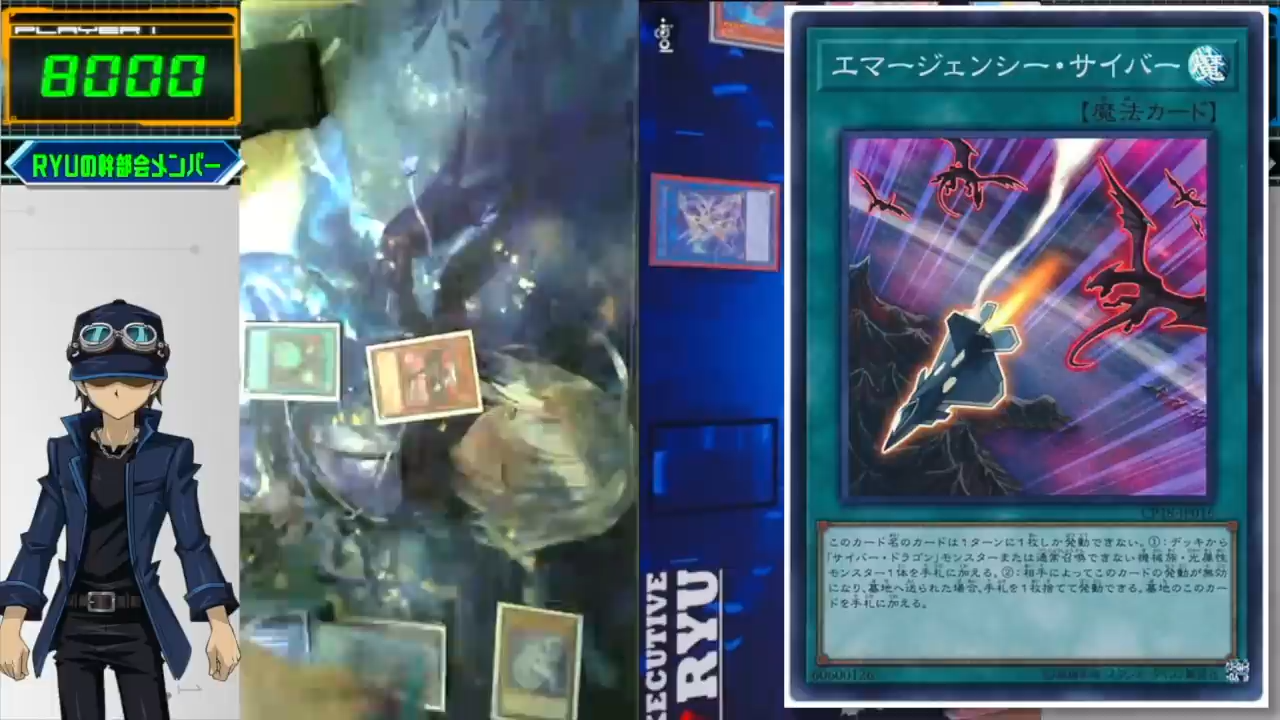 PLAYER 1
8000
RYUの幹部会メンバー
logi
EXECUTIVE
RYU
エマージェンシー・サイバー 魔
【魔法カード】
このカード名のカードは１ターンに１枚しか発動できない。①：デッキから
「サイバー・ドラゴン」モンスターまたは通常召喚できない機械族・光属性
モンスター１体を手札に加える。②：相手によってこのカードの発動が無効
になり、墓地へ送られた場合、手札を１枚捨てて発動できる。墓地のこのカー
ドを手札に加える。
60600126